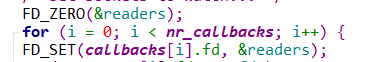 FD_ZERO(&readers);
for (i = 0; i < nr_callbacks; i++) {
FD_SET(callbacks[i].fd, &readers);